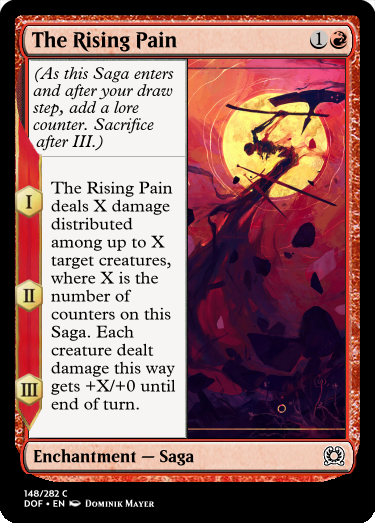 The Rising Pain 1
(As this Saga enters
and after your draw
step, add a lore
counter. Sacrifice
after III.)
I
II
III
The Rising Pain
deals X damage
distributed
among up to X
target creatures,
where X is the
number of
counters on this
Saga. Each
creature dealt
damage this way
gets +X/+0 until
end of turn.
Enchantment — Saga
148/282 C
DOF • EN Dominik Mayer